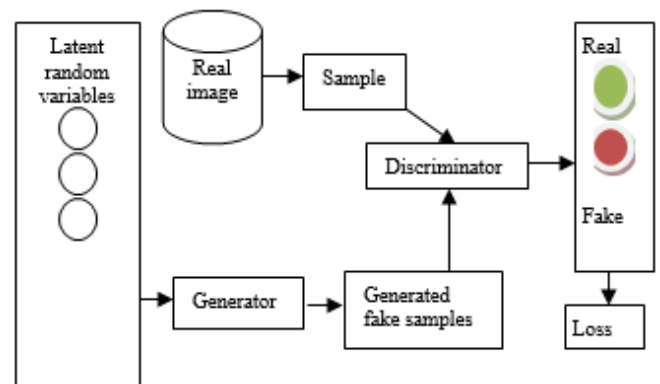 Latent
random
variables
Real
image
Sample
Discriminator
Real
Fake
Generator
Generated
fake samples
Loss